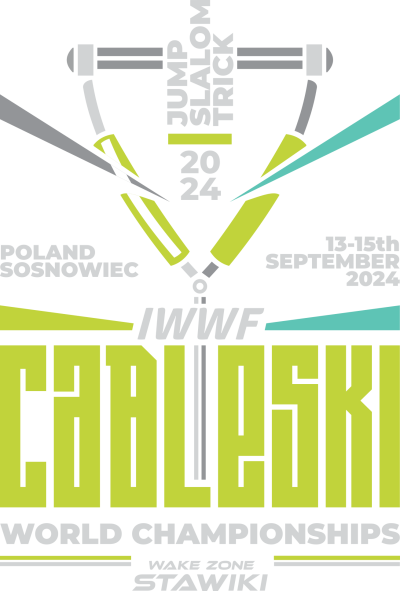 JUMP
SLALOM
TRICK
20
24
POLAND
SOSNOWIEC
13-15th
SEPTEMBER
2024
IWWF
CABLESKI
WORLD CHAMPIONSHIPS
WAKE ZONE
STAWIKI